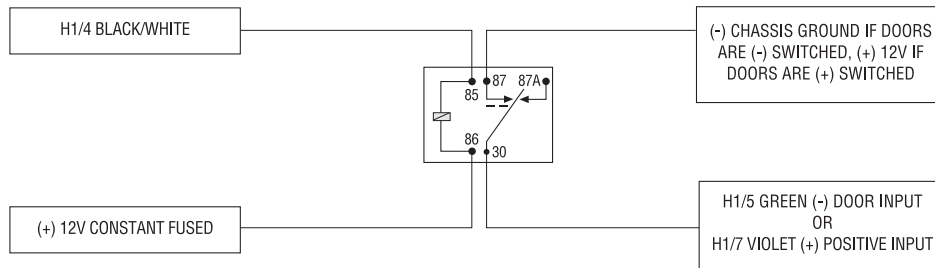 H1/4 BLACK/WHITE
(-) CHASSIS GROUND IF DOORS
ARE (-) SWITCHED, (+) 12V IF
DOORS ARE (+) SWITCHED
87 87A
85
86
30
(+) 12V CONSTANT FUSED
H1/5 GREEN (-) DOOR INPUT
OR
H1/7 VIOLET (+) POSITIVE INPUT